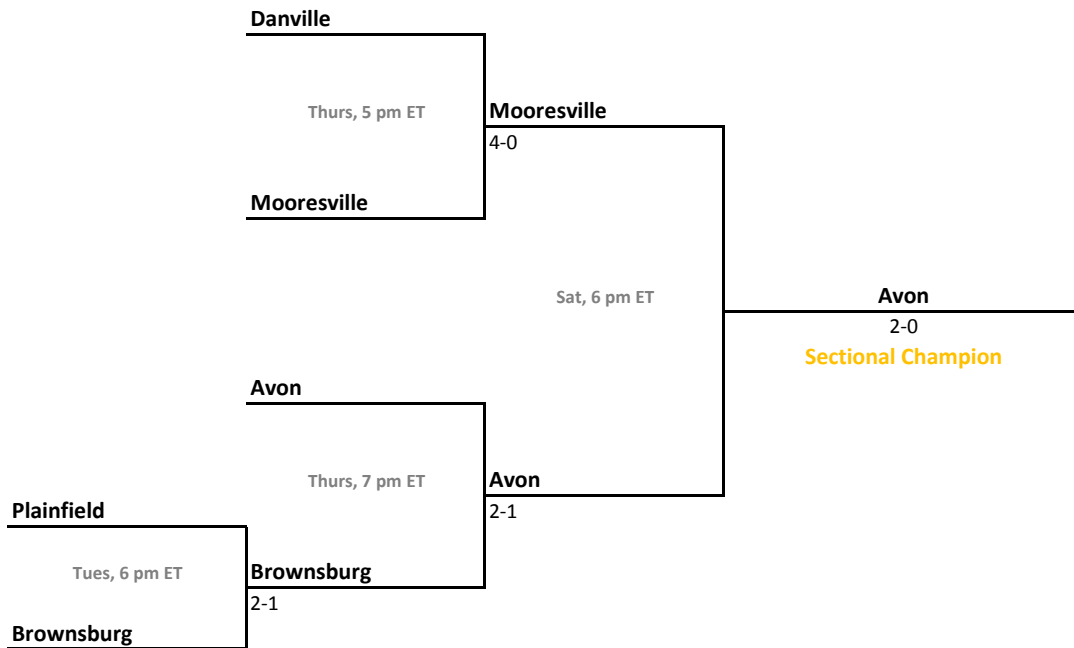 Danville
Thurs, 5 pm ET
Mooresville
4-0
Mooresville
Sat, 6 pm ET
Avon
2-0
Sectional Champion
Avon
Thurs, 7 pm ET
Avon
2-1
Plainfield
Tues, 6 pm ET
Brownsburg
2-1
Brownsburg